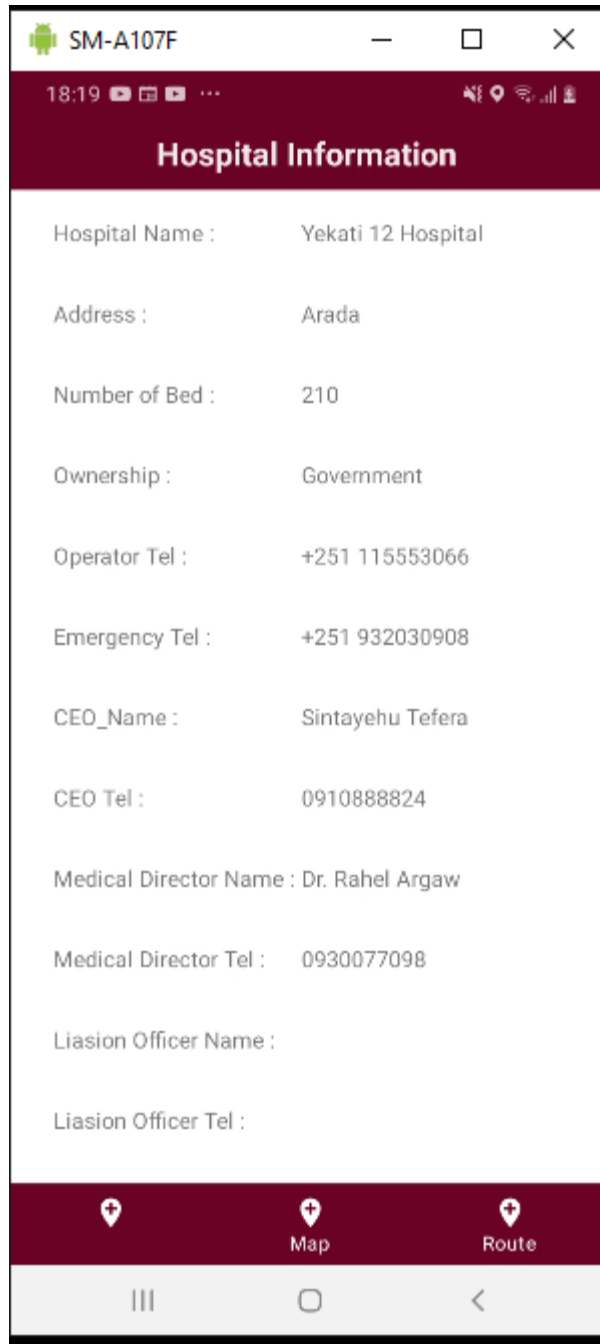 SM-A107F
18:19
Hospital Information
Hospital Name : Yekati 12 Hospital
Address : Arada
Number of Bed : 210
Ownership : Government
Operator Tel : +251 115553066
Emergency Tel : +251 932030908
CEO_Name : Sintayehu Tefera
CEO Tel : 0910888824
Medical Director Name : Dr. Rahel Argaw
Medical Director Tel : 0930077098
Liasion Officer Name :
Liasion Officer Tel :
Map Route